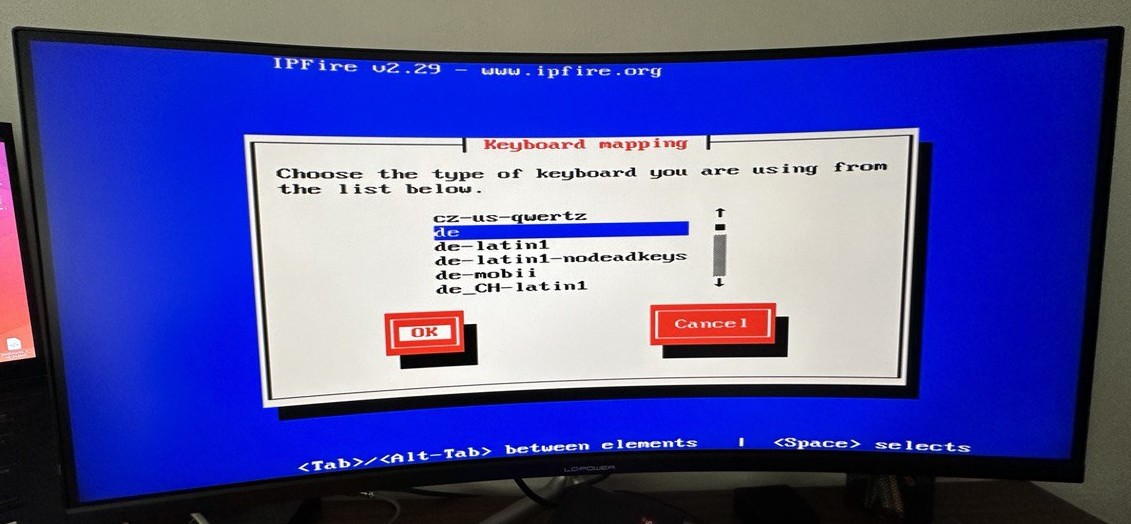 IPFire v2.29 - www.ipfire.org
Keyboard mapping
Choose the type of keyboard you are using from
the list below.
cz-us-qwertz
de
de-latin1
de-latin1-nodeadkeys
de-mobii
de_CH-latin1
OK
Cancel
<Tab>/<Alt-Tab> between elements | <Space> selects
LC-POWER